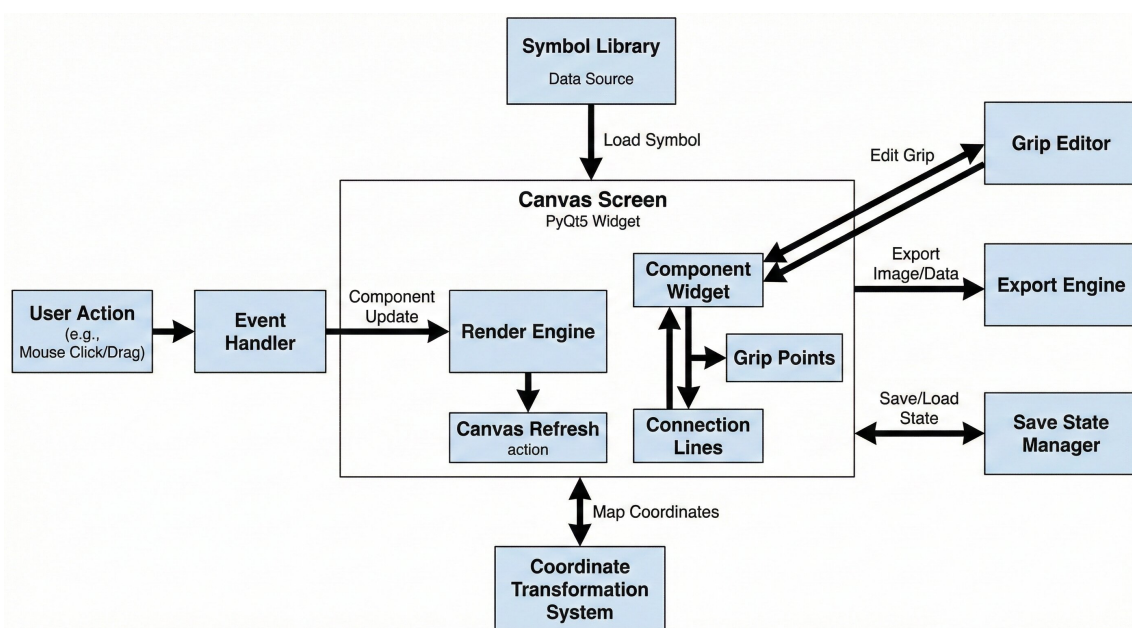 Symbol Library
Data Source
Load Symbol
Edit Grip
Grip Editor
Canvas Screen
PyQt5 Widget
Component
Widget
Export
Image/Data
Export Engine
User Action
(e.g.,
Mouse Click/Drag)
Event
Handler
Component
Update
Render Engine
Grip Points
Canvas Refresh
action
Connection
Lines
Save/Load
State
Save State
Manager
Map Coordinates
Coordinate
Transformation
System